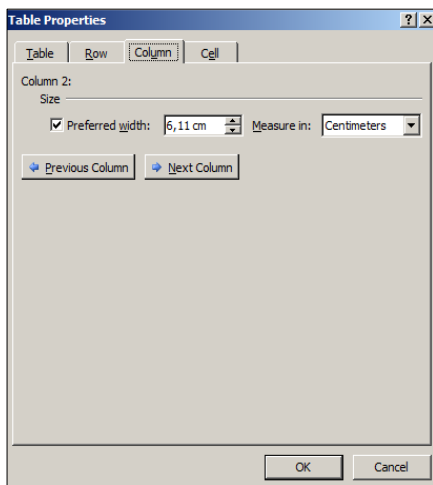 Table Properties
Table Row Column Cell
Column 2:
Size
Preferred width: 6,11 cm Measure in: Centimeters
Previous Column Next Column
OK Cancel